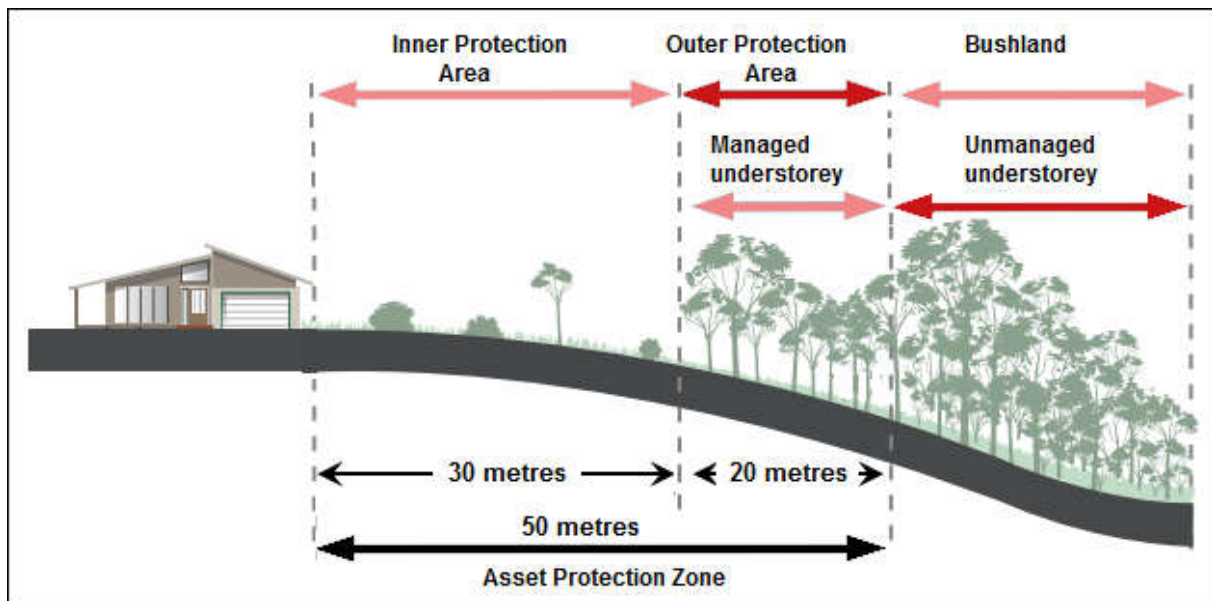 Inner Protection
Area
Outer Protection
Area
Bushland
Managed
understorey
Unmanaged
understorey
30 metres
20 metres
50 metres
Asset Protection Zone